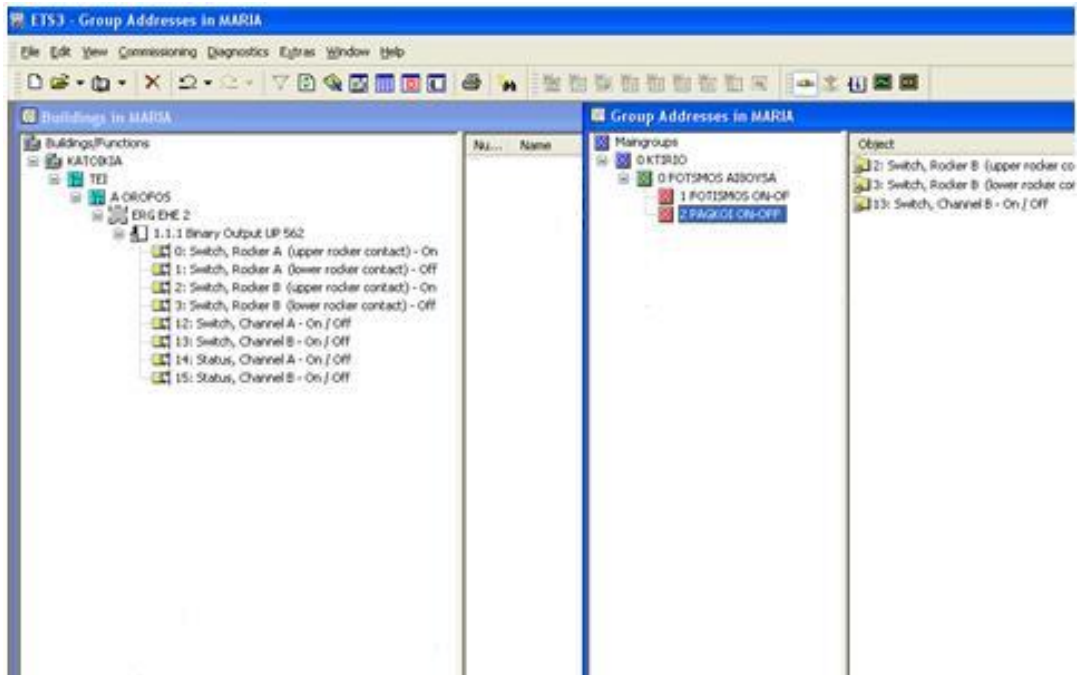 ETS3 - Group Addresses in MARIA
File Edit View Commissioning Diagnostics Extras Window Help
Buildings in MARIA
Buildings/Functions
KATOIKIA
TEI
A OROFOS
ERG EHE 2
1.1.1 Binary Output UP 562
0: Switch, Rocker A (upper rocker contact) - On
1: Switch, Rocker A (lower rocker contact) - Off
2: Switch, Rocker B (upper rocker contact) - On
3: Switch, Rocker B (lower rocker contact) - Off
12: Switch, Channel A - On / Off
13: Switch, Channel B - On / Off
14: Status, Channel A - On / Off
15: Status, Channel B - On / Off
Nu... Name
Group Addresses in MARIA
Maingroups
0 KTIRIO
0 FOTSMOS AIBOYSA
1 FOTISMOS ON-OF
2 PAGKOI ON-OFF
Object
2: Switch, Rocker B (upper rocker co
3: Switch, Rocker B (lower rocker cor
13: Switch, Channel B - On / Off